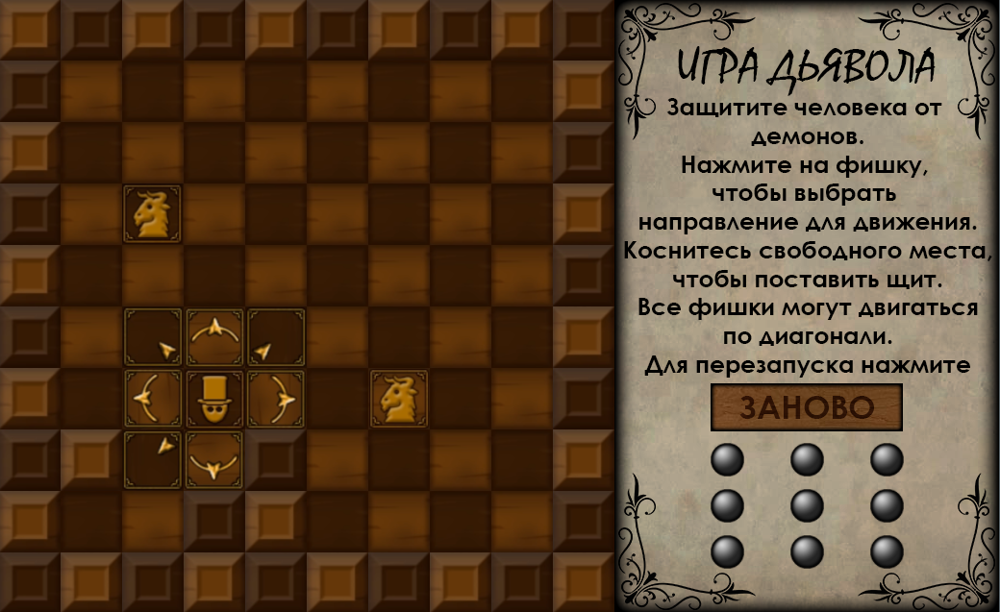 ИГРА ДЬЯВОЛА
Защитите человека от
демонов.
Нажмите на фишку,
чтобы выбрать
направление для движения.
Коснитесь свободного места,
чтобы поставить щит.
Все фишки могут двигаться
по диагонали.
Для перезапуска нажмите
ЗАНОВО